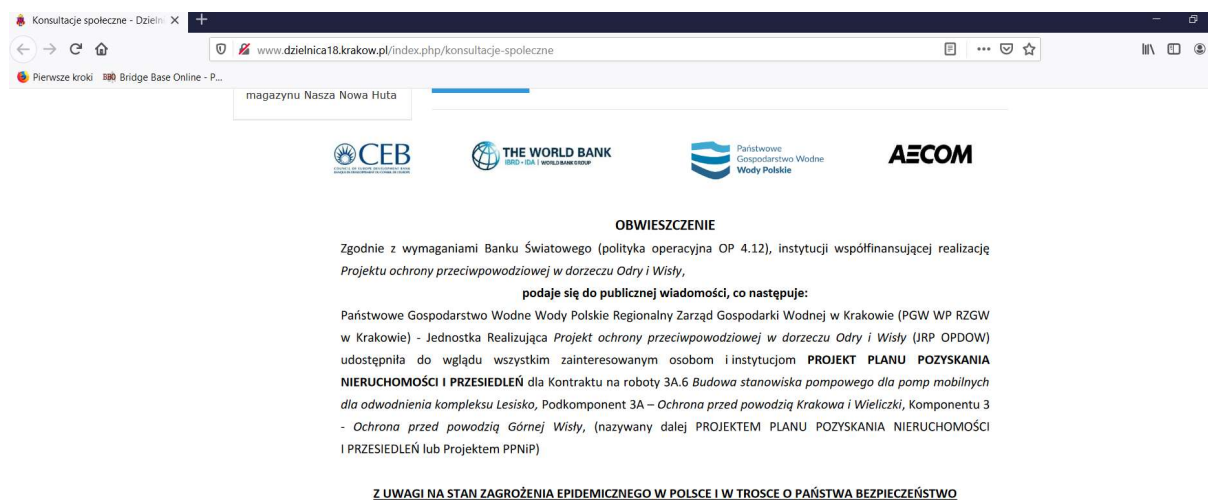 Konsultacje społeczne - Dzieln
www.dzielnica18.krakow.pl/index.php/konsultacje-spoleczne
Pierwsze kroki BBO Bridge Base Online - P...
magazynu Nasza Nowa Huta
CEB
THE WORLD BANK
IBRD • IDA | WORLD BANK GROUP
Państwowe
Gospodarstwo Wodne
Wody Polskie
AECOM
OBWIESZCZENIE
Zgodnie z wymaganiami Banku Światowego (polityka operacyjna OP 4.12), instytucji współfinansującej realizację
Projektu ochrony przeciwpowodziowej w dorzeczu Odry i Wisły,
podaje się do publicznej wiadomości, co następuje:
Państwowe Gospodarstwo Wodne Wody Polskie Regionalny Zarząd Gospodarki Wodnej w Krakowie (PGW WP RZGW
w Krakowie) - Jednostka Realizująca Projekt ochrony przeciwpowodziowej w dorzeczu Odry i Wisły (JRP OPDOW)
udostępniła do wglądu wszystkim zainteresowanym osobom i instytucjom PROJEKT PLANU POZYSKANIA
NIERUCHOMOŚCI I PRZESIEDLEŃ dla Kontraktu na roboty 3A.6 Budowa stanowiska pompowego dla pomp mobilnych
dla odwodnienia kompleksu Lesisko, Podkomponent 3A – Ochrona przed powodzią Krakowa i Wieliczki, Komponentu 3
- Ochrona przed powodzią Górnej Wisły, (nazywany dalej PROJEKTEM PLANU POZYSKANIA NIERUCHOMOŚCI
I PRZESIEDLEŃ lub Projektem PPNiP)
Z UWAGI NA STAN ZAGROŻENIA EPIDEMICZNEGO W POLSCE I W TROSCE O PAŃSTWA BEZPIECZEŃSTWO